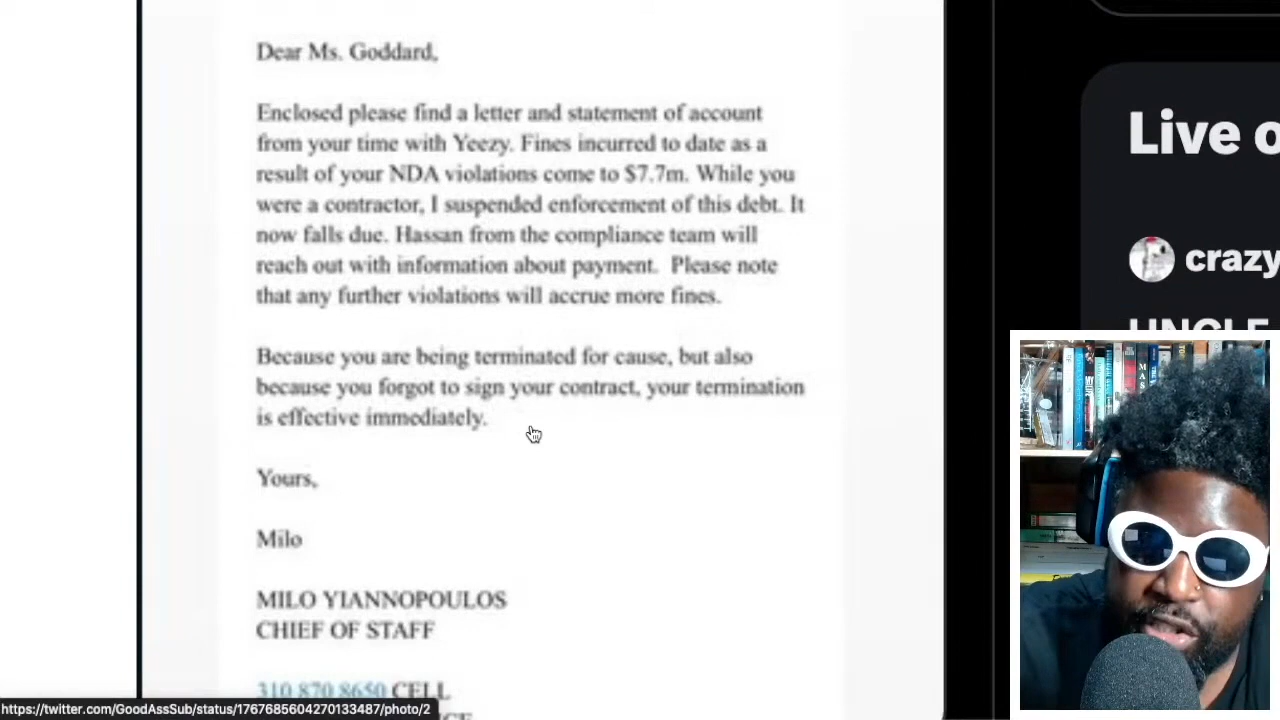 Dear Ms. Goddard,
Enclosed please find a letter and statement of account
from your time with Yeezy. Fines incurred to date as a
result of your NDA violations come to $7.7m. While you
were a contractor, I suspended enforcement of this debt. It
now falls due. Hassan from the compliance team will
reach out with information about payment.  Please note
that any further violations will accrue more fines.
Because you are being terminated for cause, but also
because you forgot to sign your contract, your termination
is effective immediately.
Yours,
Milo
MILO YIANNOPOULOS
CHIEF OF STAFF
310 870 8650 CELL
https://twitter.com/GoodAssSub/status/1767685604270133487/photo/2
Live o
crazy
UNCLE